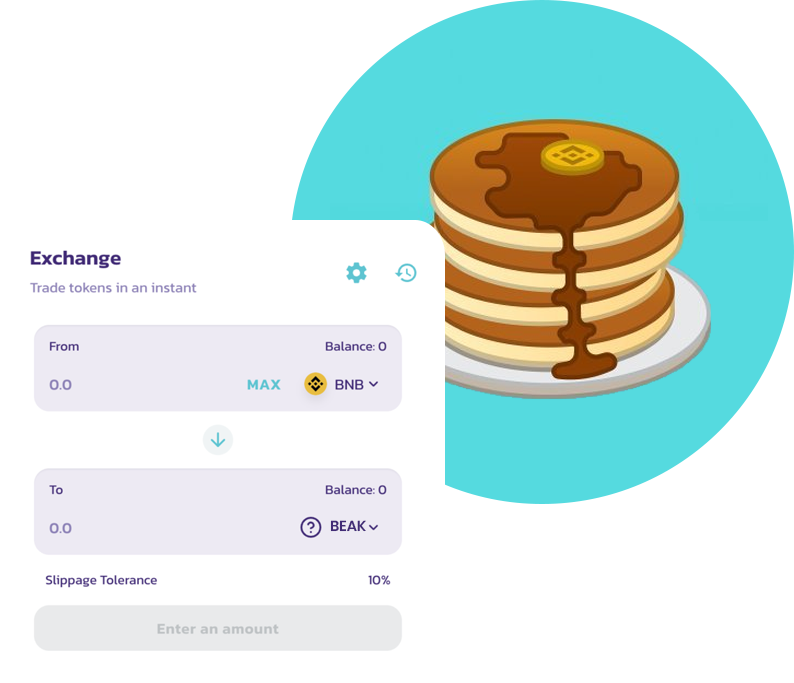 Exchange
Trade tokens in an instant
From Balance: 0
0.0 MAX BNB
To Balance: 0
0.0 ? BEAK
Slippage Tolerance 10%
Enter an amount